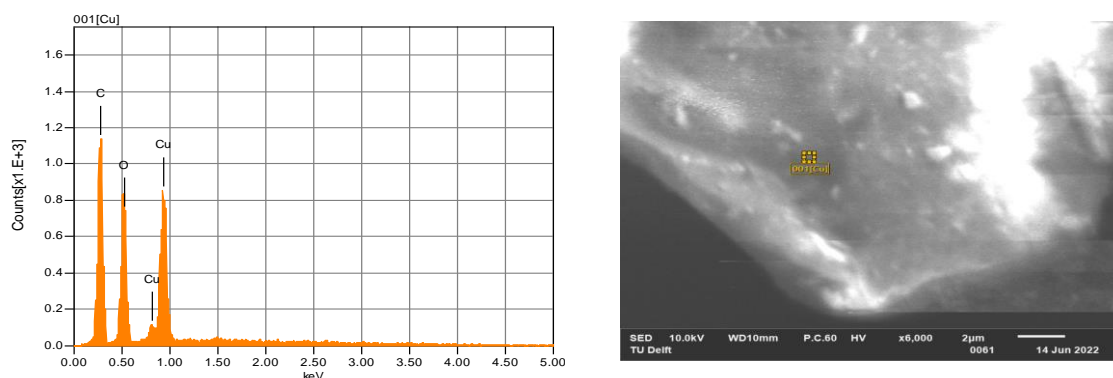 001[Cu]
Counts[x1.E+3]
1.6
1.4
1.2
1.0
0.8
0.6
0.4
0.2
0.0
C
O
Cu
Cu
0.00 0.50 1.00 1.50 2.00 2.50 3.00 3.50 4.00 4.50 5.00
keV
001[Cu]
SED 10.0kV WD10mm P.C.60 HV x6,000 2µm
TU Delft 0061 14 Jun 2022